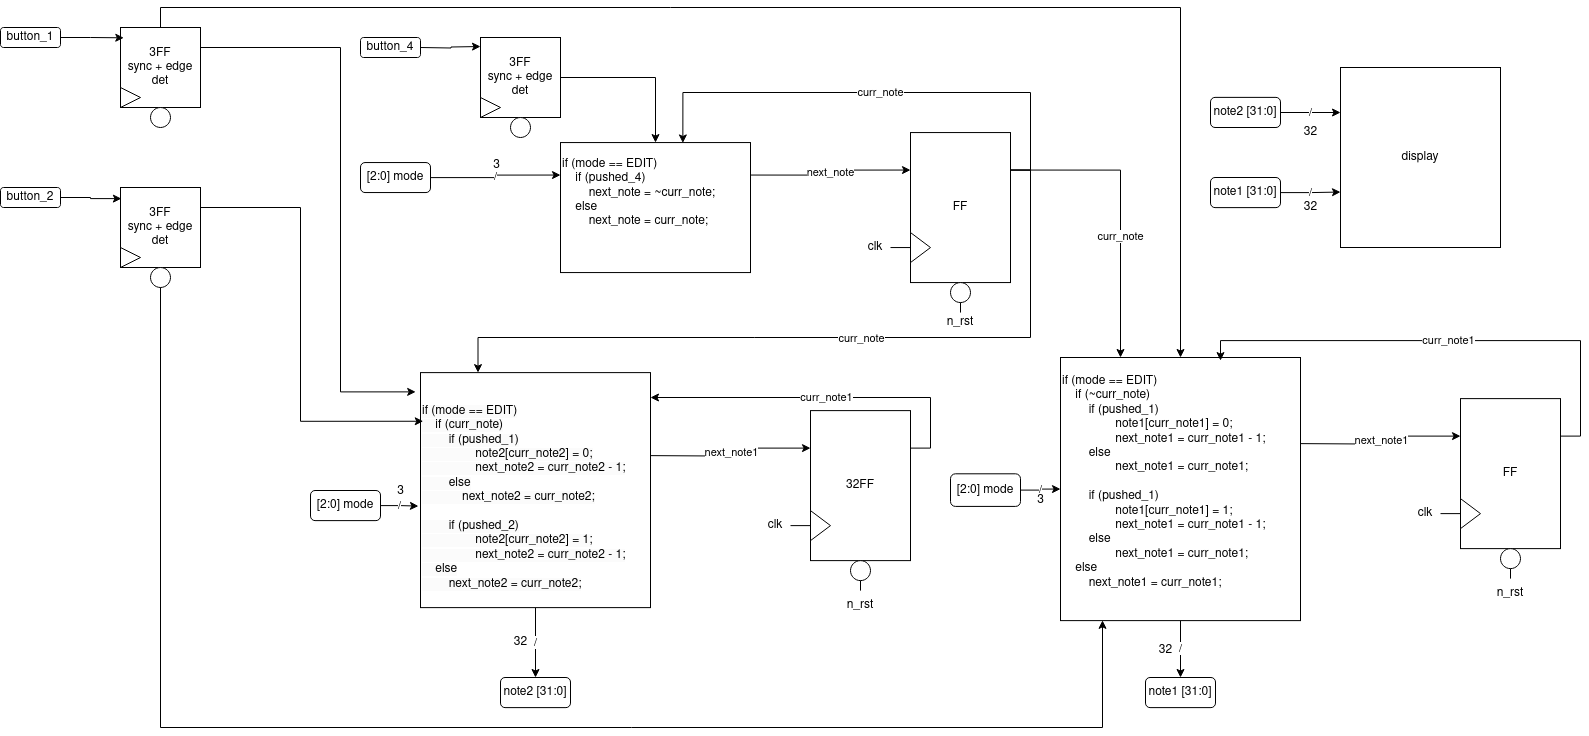 button_1
3FF
sync + edge
det
button_4
3FF
sync + edge
det
curr_note
note2 [31:0]
32
note1 [31:0]
32
display
[2:0] mode
3
if (mode == EDIT)
if (pushed_4)
next_note = ~curr_note;
else
next_note = curr_note;
next_note
FF
clk
n_rst
curr_note
button_2
3FF
sync + edge
det
curr_note
curr_note1
[2:0] mode
3
if (mode == EDIT)
if (curr_note)
if (pushed_1)
note2[curr_note2] = 0;
next_note2 = curr_note2 - 1;
else
next_note2 = curr_note2;
if (pushed_2)
note2[curr_note2] = 1;
next_note2 = curr_note2 - 1;
else
next_note2 = curr_note2;
curr_note1
next_note1
32FF
clk
n_rst
32 /
note2 [31:0]
[2:0] mode
3
if (mode == EDIT)
if (~curr_note)
if (pushed_1)
note1[curr_note1] = 0;
next_note1 = curr_note1 - 1;
else
next_note1 = curr_note1;
if (pushed_1)
note1[curr_note1] = 1;
next_note1 = curr_note1 - 1;
else
next_note1 = curr_note1;
else
next_note1 = curr_note1;
next_note1
FF
clk
n_rst
32 /
note1 [31:0]